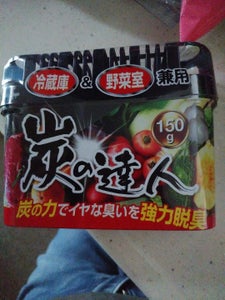 冷蔵庫 & 野菜室 兼用
150g
炭の達人
炭の力でイヤな臭いを強力脱臭